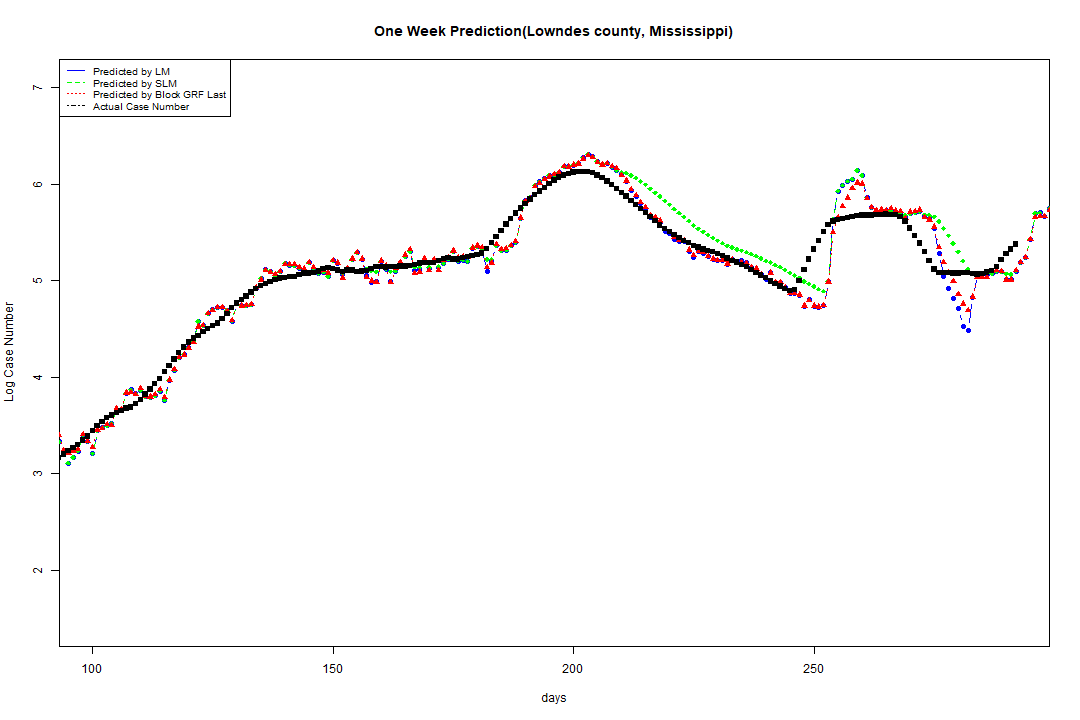 One Week Prediction(Lowndes county, Mississippi)
Predicted by LM
Predicted by SLM
Predicted by Block GRF Last
Actual Case Number
7
6
5
4
3
2
Log Case Number
100 150 200 250
days